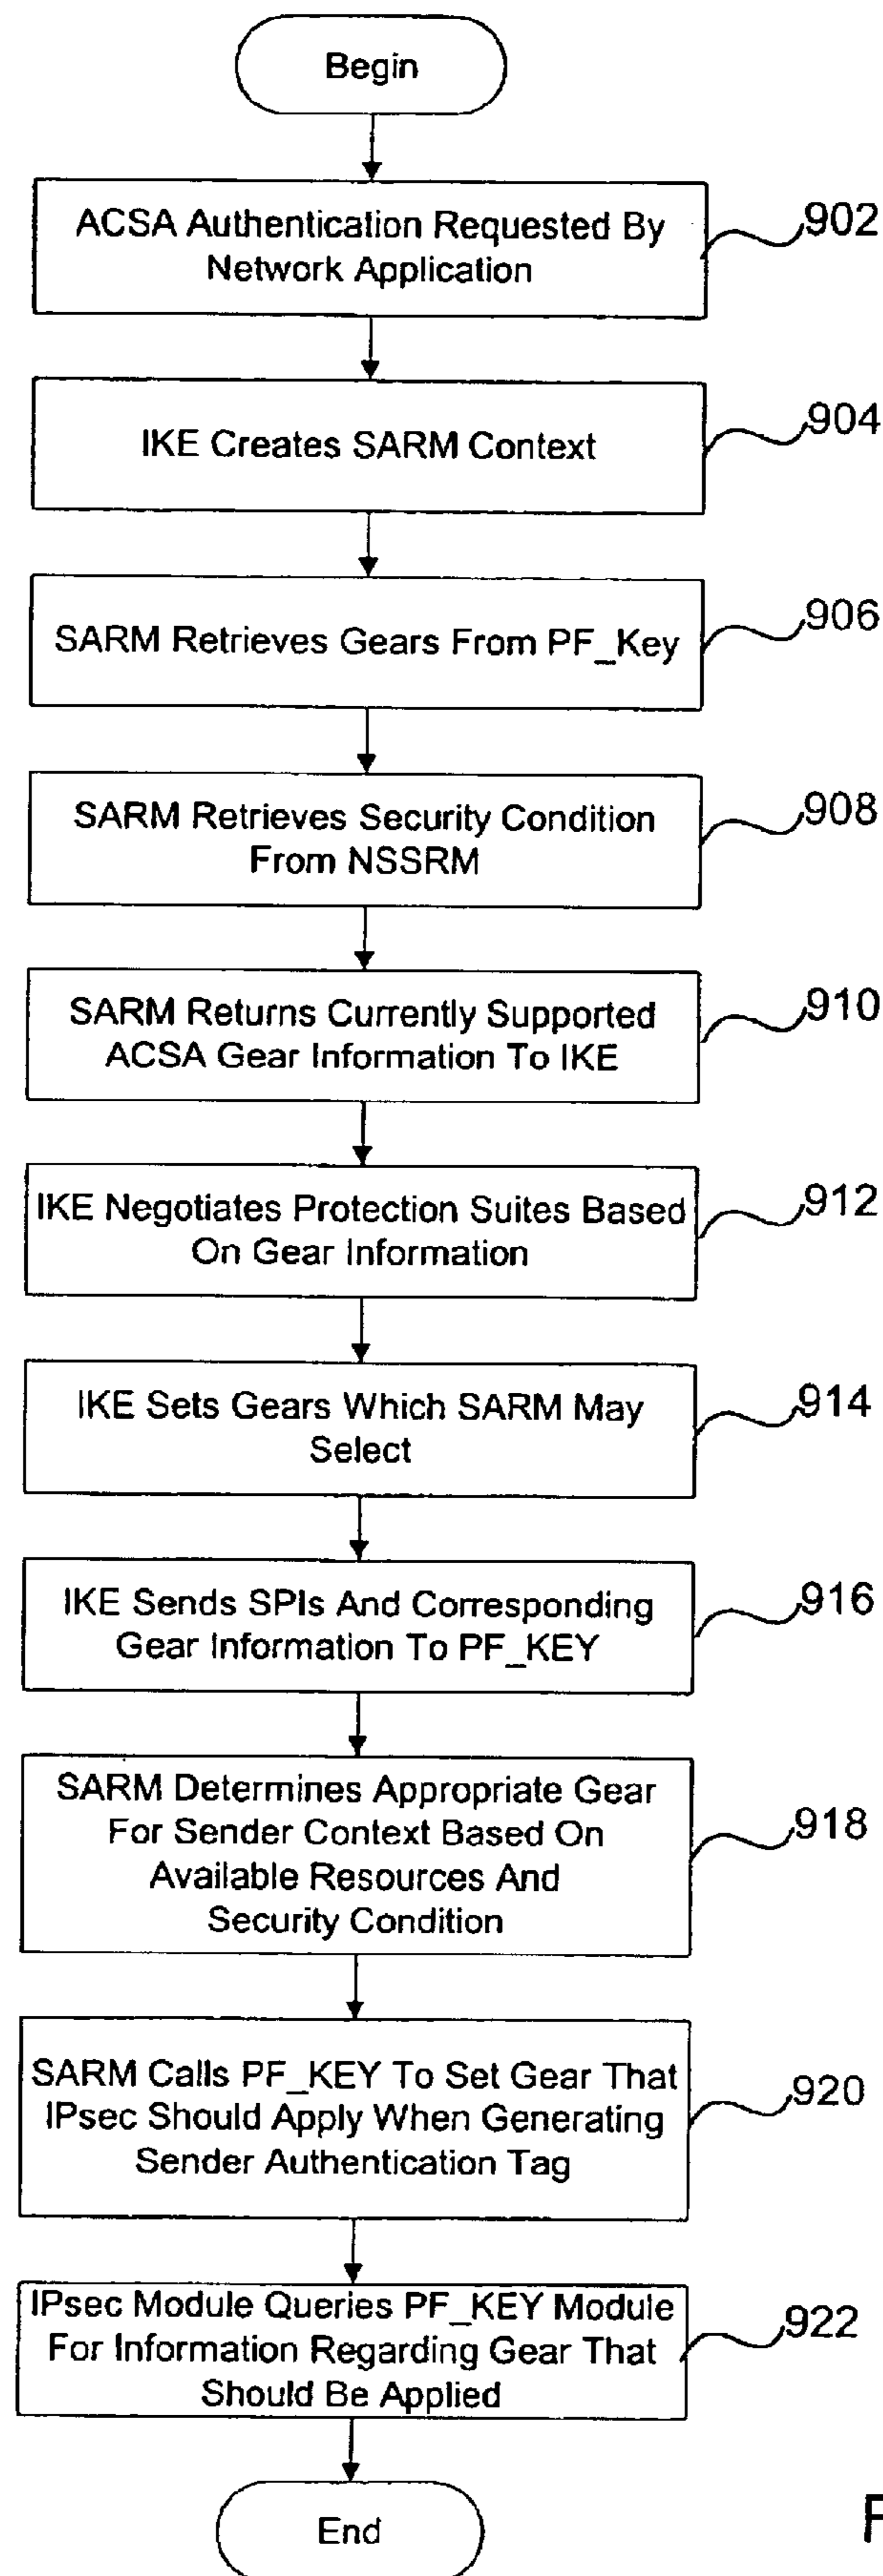 Begin
ACSA Authentication Requested By
Network Application
902
IKE Creates SARM Context
904
SARM Retrieves Gears From PF_Key
906
SARM Retrieves Security Condition
From NSSRM
908
SARM Returns Currently Supported
ACSA Gear Information To IKE
910
IKE Negotiates Protection Suites Based
On Gear Information
912
IKE Sets Gears Which SARM May
Select
914
IKE Sends SPIs And Corresponding
Gear Information To PF_KEY
916
SARM Determines Appropriate Gear
For Sender Context Based On
Available Resources And
Security Condition
918
SARM Calls PF_KEY To Set Gear That
IPsec Should Apply When Generating
Sender Authentication Tag
920
IPsec Module Queries PF_KEY Module
For Information Regarding Gear That
Should Be Applied
922
End
F